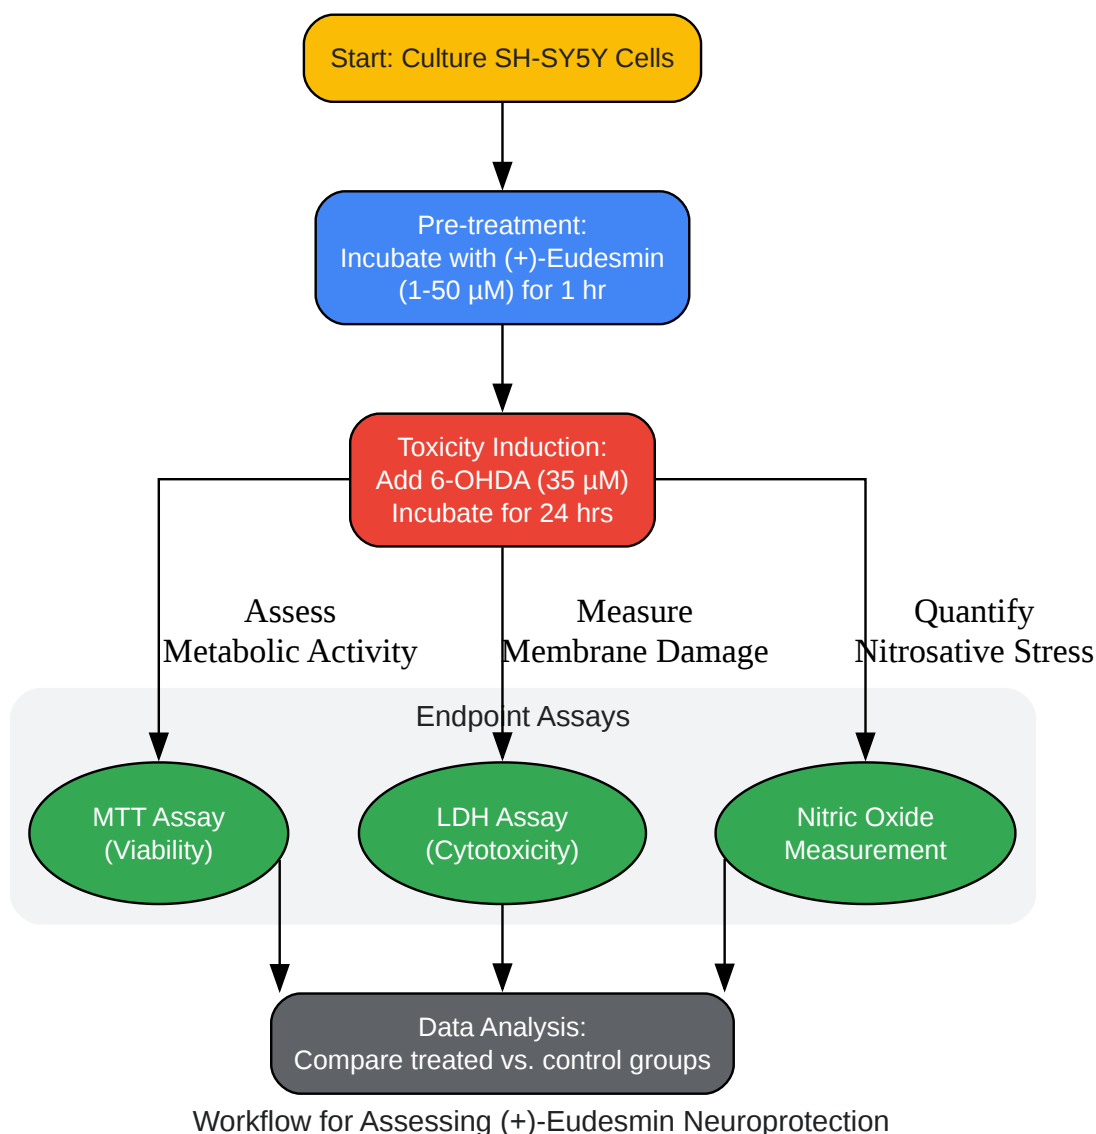 Start: Culture SH-SY5Y Cells
Pre-treatment:
Incubate with (+)-Eudesmin
(1-50 µM) for 1 hr
Toxicity Induction:
Add 6-OHDA (35 µM)
Incubate for 24 hrs
Assess
Metabolic Activity
Measure
Membrane Damage
Quantify
Nitrosative Stress
Endpoint Assays
MTT Assay
(Viability)
LDH Assay
(Cytotoxicity)
Nitric Oxide
Measurement
Data Analysis:
Compare treated vs. control groups
Workflow for Assessing (+)-Eudesmin Neuroprotection